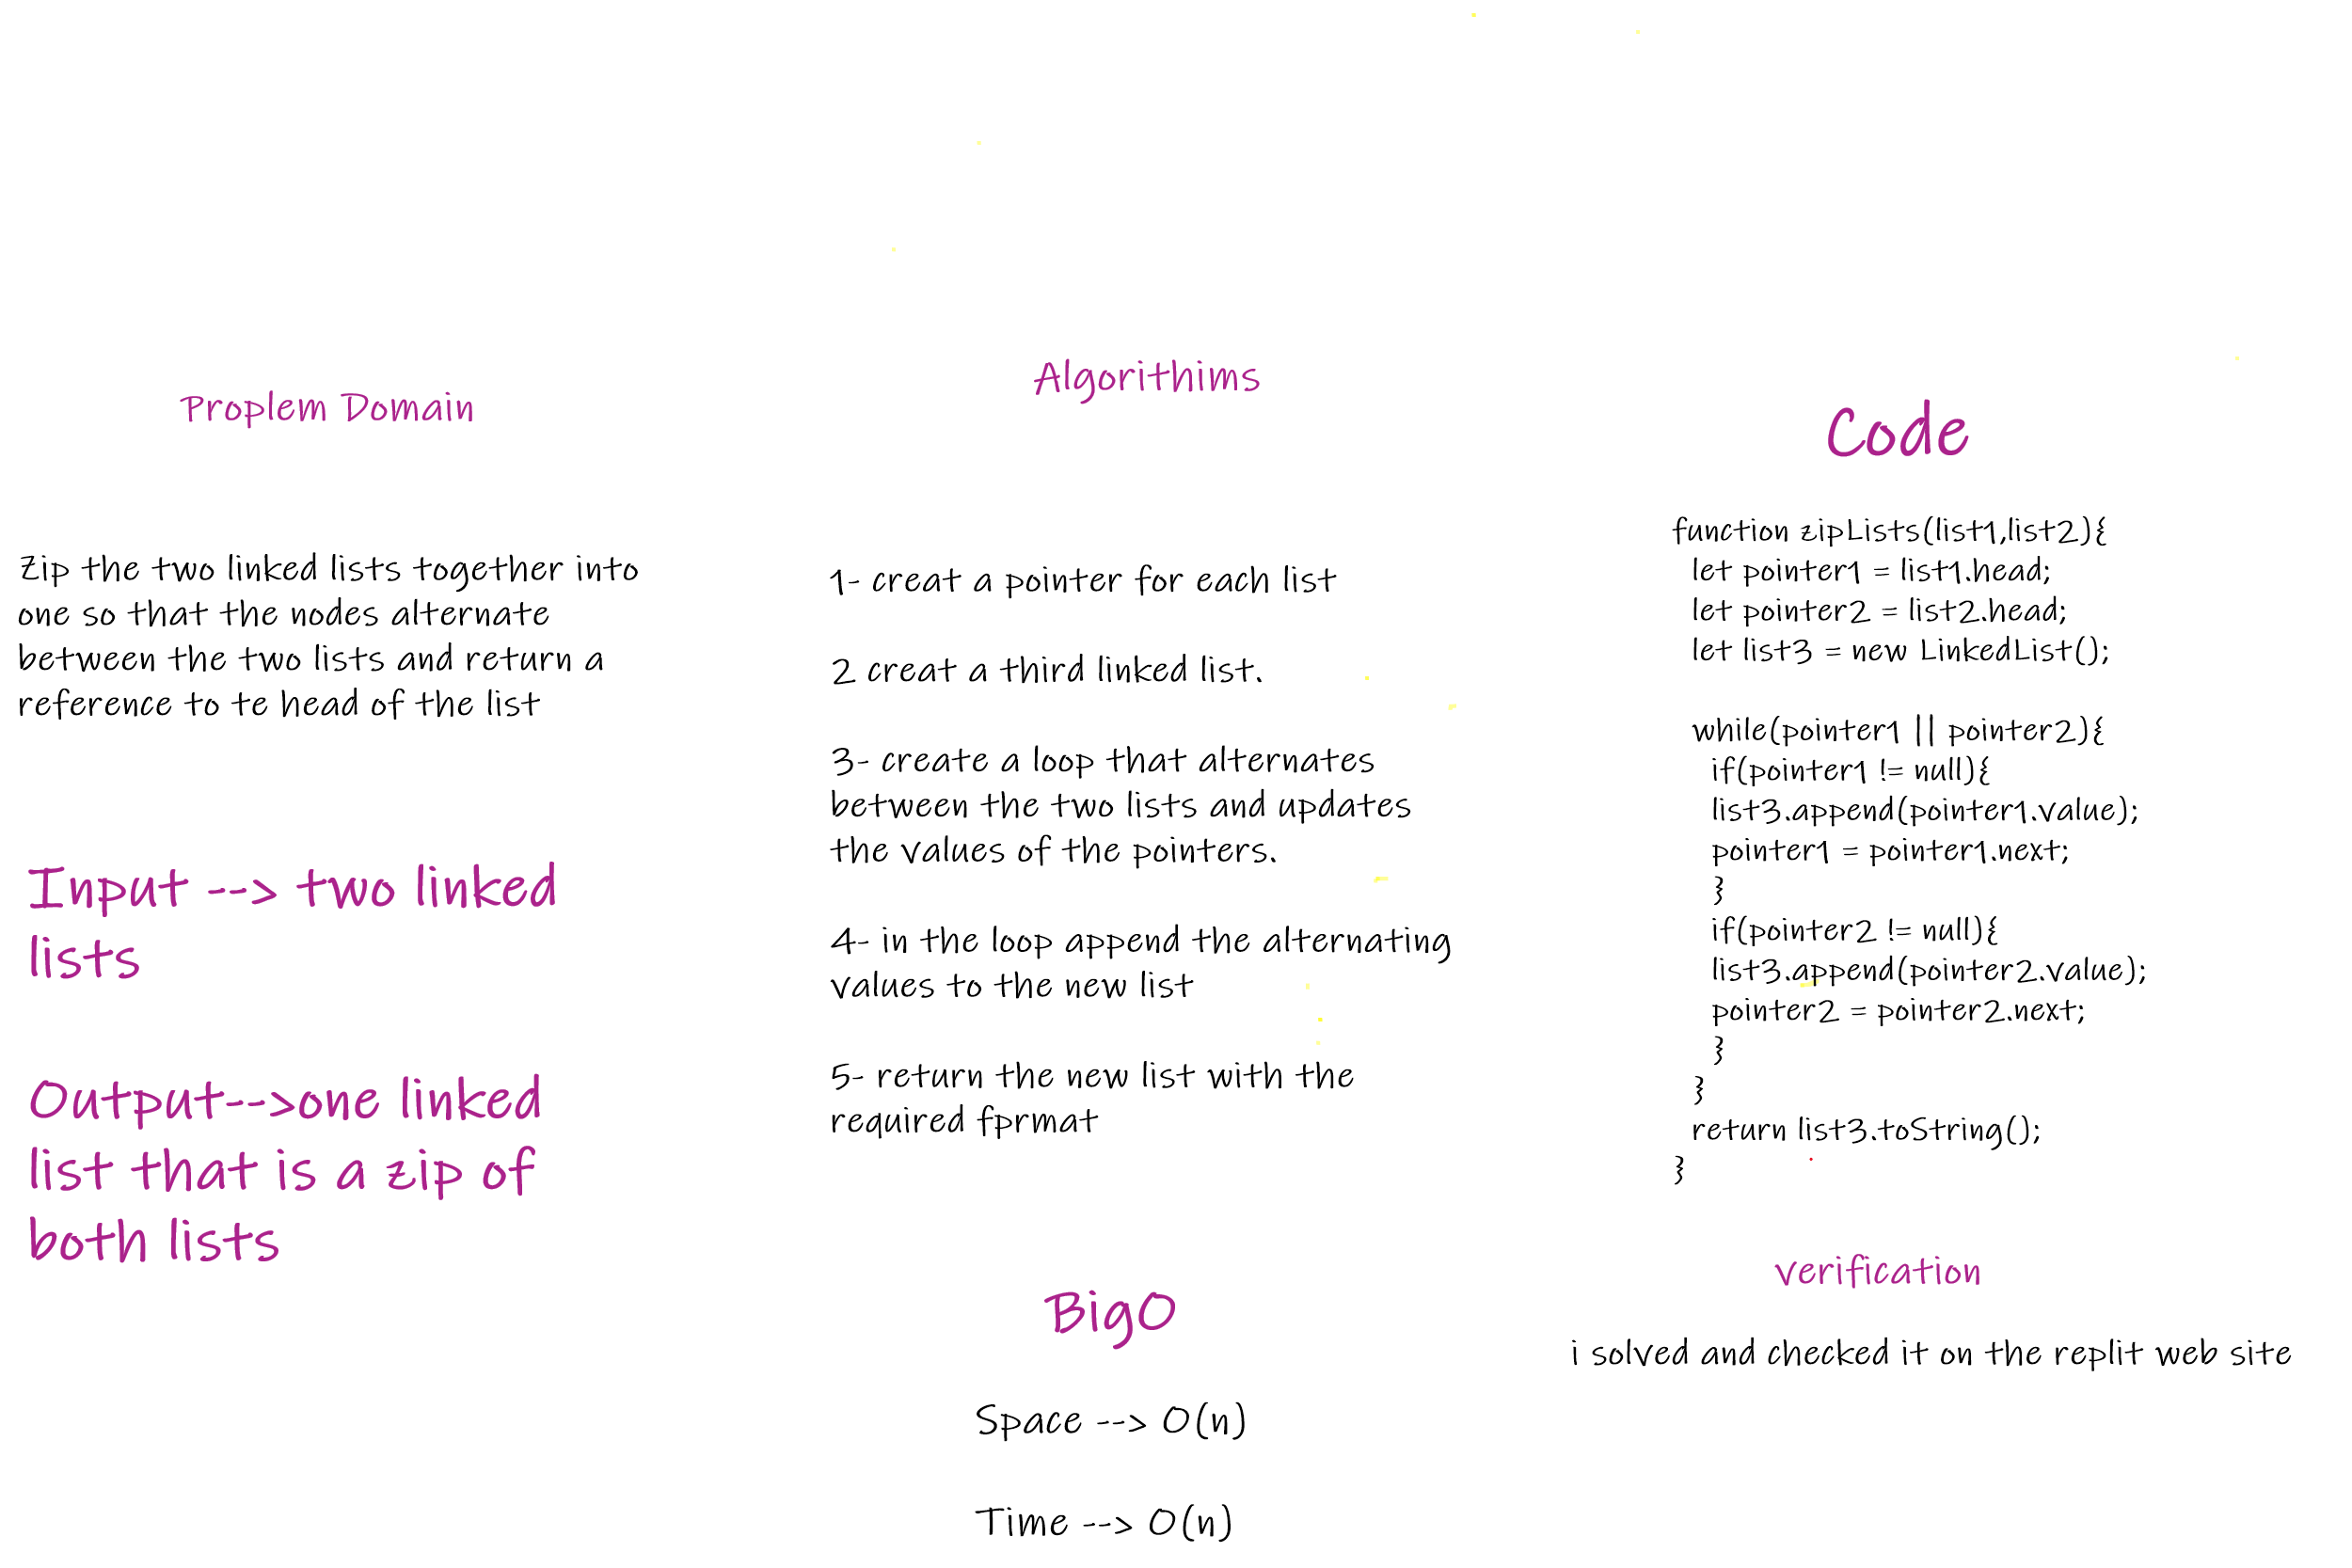 Proplem Domain
Zip the two linked lists together into
one so that the nodes alternate
between the two lists and return a
reference to te head of the list
Input --> two linked
lists
Output-->one linked
list that is a zip of
both lists
Algorithims
1- creat a pointer for each list
2 creat a third linked list.
3- create a loop that alternates
between the two lists and updates
the values of the pointers.
4- in the loop append the alternating
values to the new list
5- return the new list with the
required fprmat
BigO
Space --> O(n)
Time --> O(n)
Code
function zipLists(list1,list2){
let pointer1 = list1.head;
let pointer2 = list2.head;
let list3 = new LinkedList();
while(pointer1 || pointer2){
if(pointer1 != null){
list3.append(pointer1.value);
pointer1 = pointer1.next;
}
if(pointer2 != null){
list3.append(pointer2.value);
pointer2 = pointer2.next;
}
}
return list3.toString();
}
verification
i solved and checked it on the replit web site